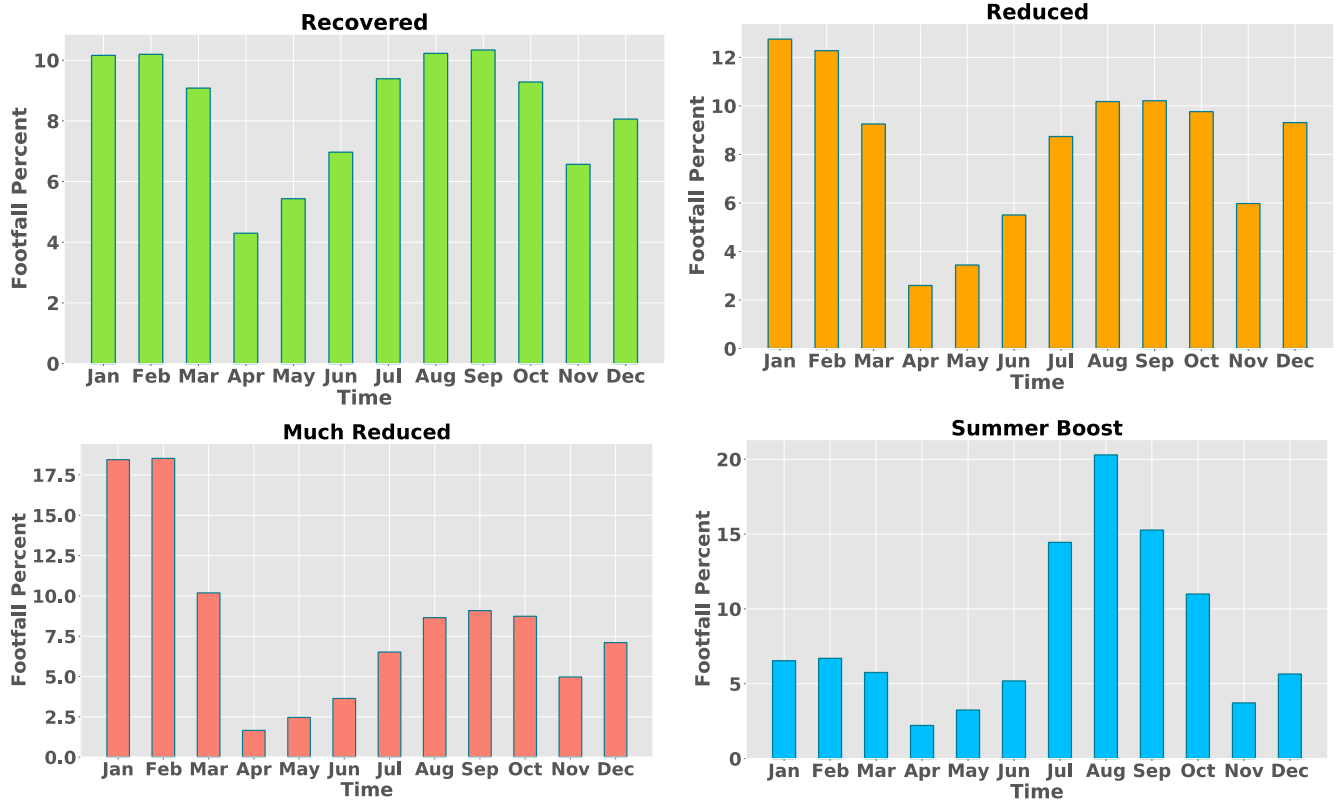 Recovered
Footfall Percent
10
8
6
4
2
0
Jan Feb Mar Apr May Jun Jul Aug Sep Oct Nov Dec
Time
Reduced
Footfall Percent
12
10
8
6
4
2
0
Jan Feb Mar Apr May Jun Jul Aug Sep Oct Nov Dec
Time
Much Reduced
Footfall Percent
17.5
15.0
12.5
10.0
7.5
5.0
2.5
0.0
Jan Feb Mar Apr May Jun Jul Aug Sep Oct Nov Dec
Time
Summer Boost
Footfall Percent
20
15
10
5
0
Jan Feb Mar Apr May Jun Jul Aug Sep Oct Nov Dec
Time